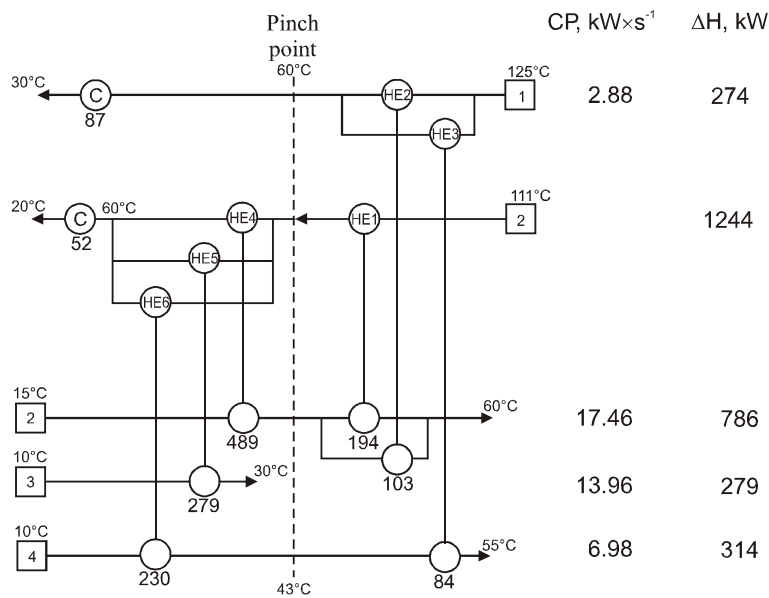 CP, kW×s⁻¹ ΔH, kW
Pinch
point
60°C
30°C C HE2 125°C 1 2.88 274
87
HE3
20°C C 60°C HE4 HE1 111°C 2 1244
52
HE5
HE6
15°C
2 60°C 17.46 786
489 194
10°C 103
3 30°C 13.96 279
279
10°C
4 55°C 6.98 314
230 84
43°C